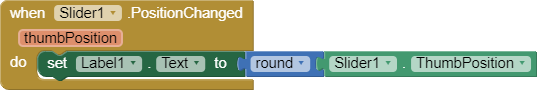 when Slider1 .PositionChanged
thumbPosition
do set Label1 . Text to round Slider1 . ThumbPosition